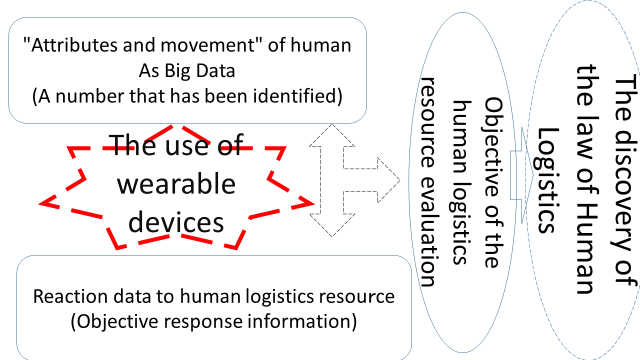 "Attributes and movement" of human
As Big Data
(A number that has been identified)
The use of
wearable
devices
Reaction data to human logistics resource
(Objective response information)
Objective of the
human logistics
resource evaluation
The discovery of
the law of Human
Logistics